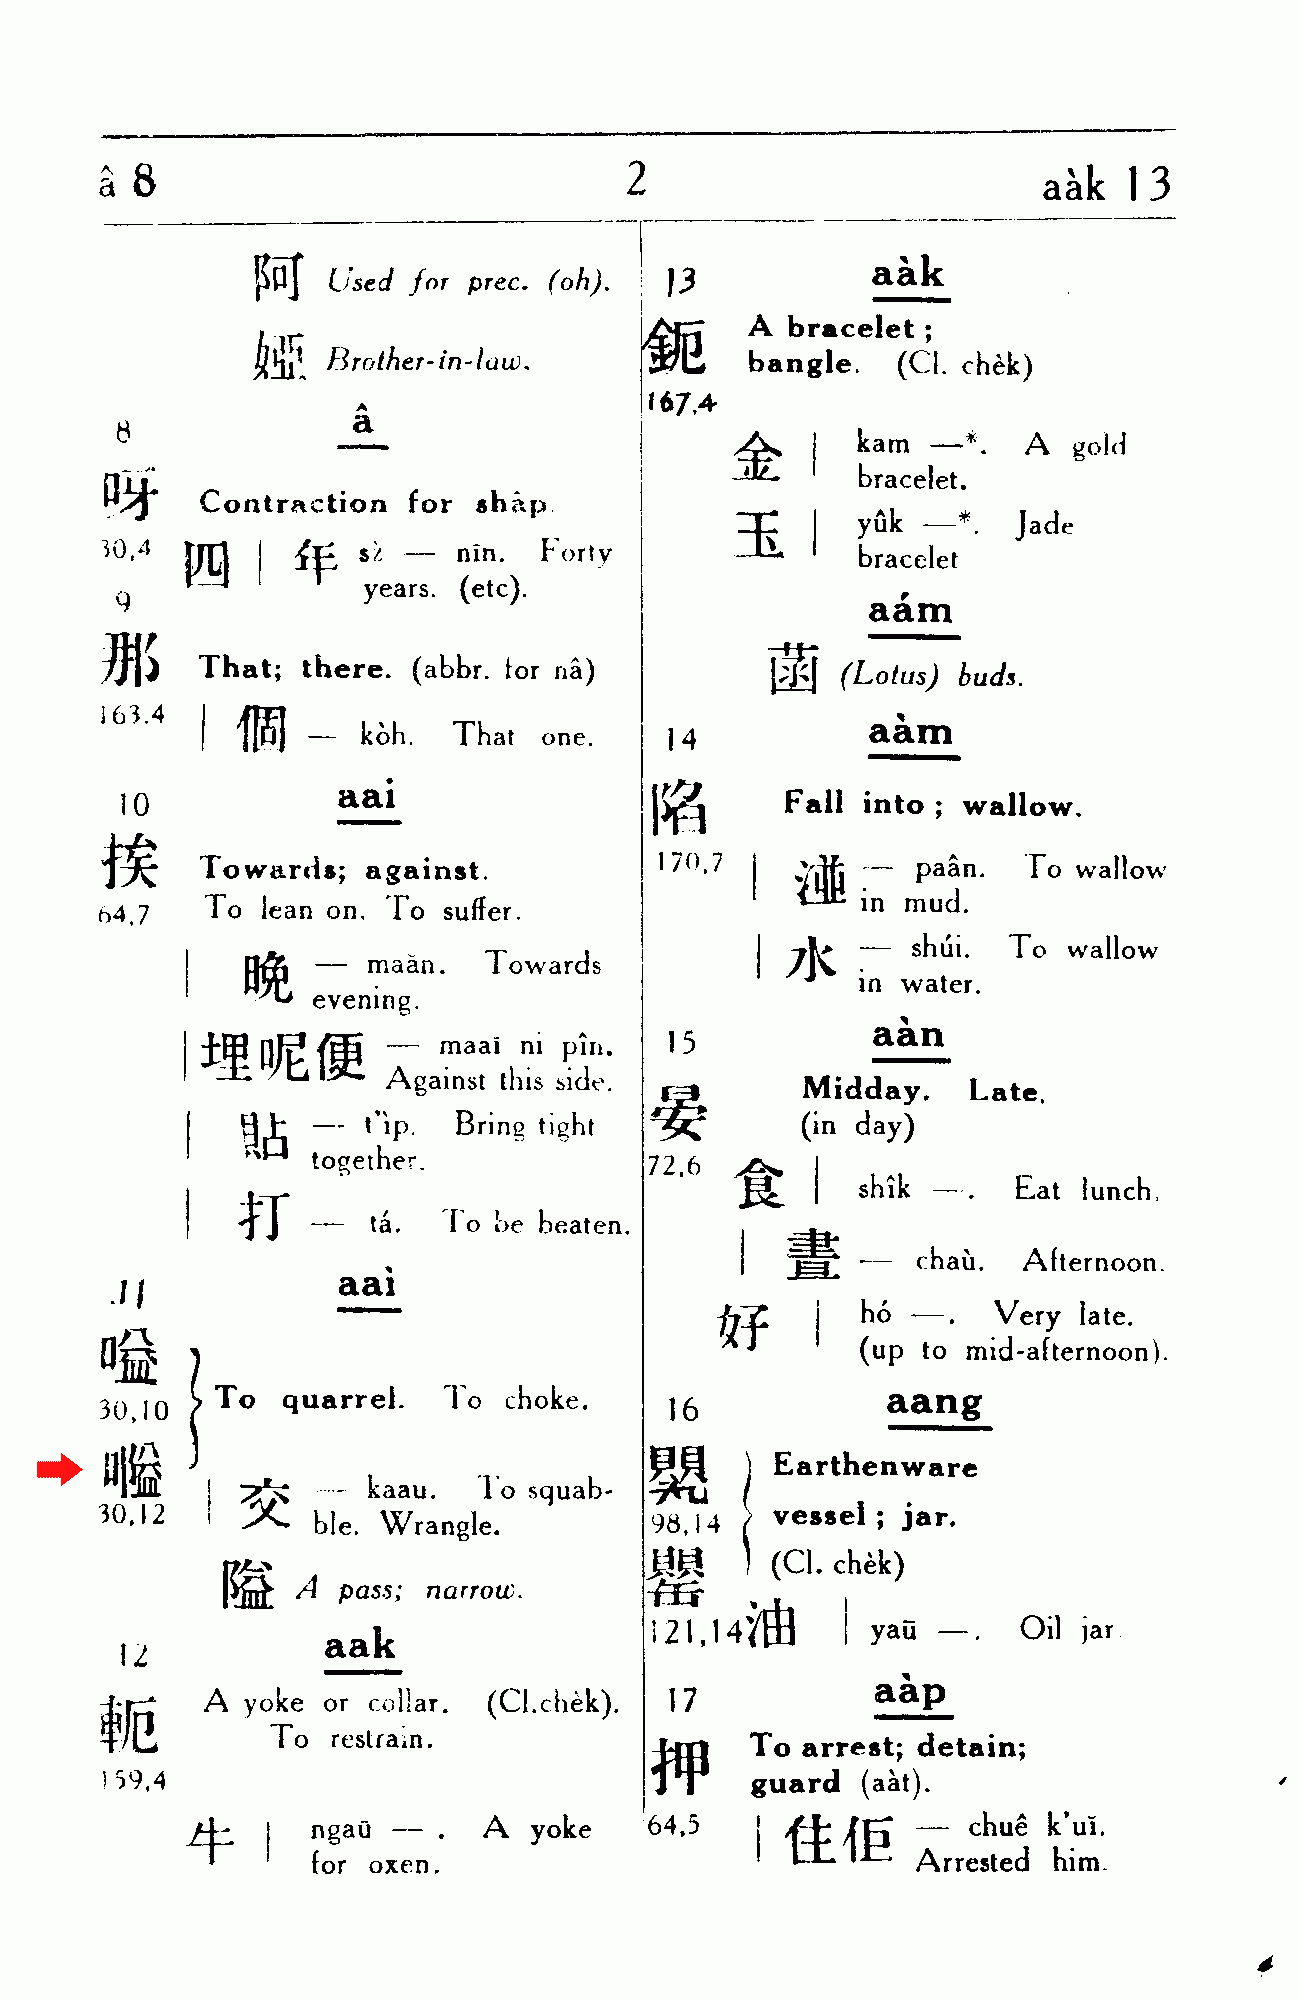 â 8 2 aàk 13
阿 Used for prec. (oh).
婭 Brother-in-law.
8 â
呀 Contraction for shâp.
30,4 四 | 年 sz̀ — nîn. Forty
years. (etc).
9
那 That; there. (abbr. for nâ)
163.4 | 個 — kòh. That one.
10 aai
挨 Towards; against.
64,7 To lean on. To suffer.
| 晚 — maăn. Towards
evening.
| 埋呢便 — maaī ni pîn.
Against this side.
| 貼 — t'ìp. Bring tight
together.
| 打 — tá. To be beaten.
11 aaì
嗌
30,10 To quarrel. To choke.
30,12 | 交 — kaau. To squab-
ble. Wrangle.
隘 A pass; narrow.
12 aak
軛 A yoke or collar. (Cl.chèk).
To restrain.
159,4
牛 | ngaū — . A yoke
for oxen.
13 aàk
鈪 A bracelet ;
bangle. (Cl. chèk)
167,4
金 | kam —*. A gold
bracelet.
玉 | yûk —*. Jade
bracelet
aám
菡 (Lotus) buds.
14 aàm
陷 Fall into ; wallow.
170,7 | 湴 — paân. To wallow
in mud.
| 水 — shúi. To wallow
in water.
15 aàn
晏 Midday. Late.
(in day)
72,6
食 | shîk —. Eat lunch.
| 晝 — chaù. Afternoon.
好 | hó —. Very late.
(up to mid-afternoon).
16 aang
Earthenware
98,14 vessel ; jar.
罌 (Cl. chèk)
121,14 油 | yaū —. Oil jar
17 aàp
押 To arrest; detain;
guard (aàt).
64,5 | 住佢 — chuê k'uĭ.
Arrested him.